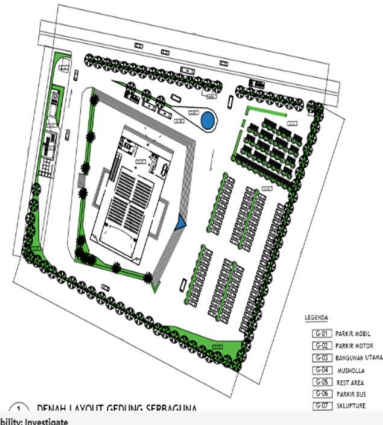 LEGENDA
G-01 PARKIR MOBIL
G-02 PARKIR MOTOR
G-03 BANGUNAN UTAMA
G-04 MUSHOLLA
G-05 REST AREA
G-06 PARKIR BUS
G-07 SKLUPTURE
1 DENAH LAYOUT GEDUNG SERBAGUNA
bility: Investigate